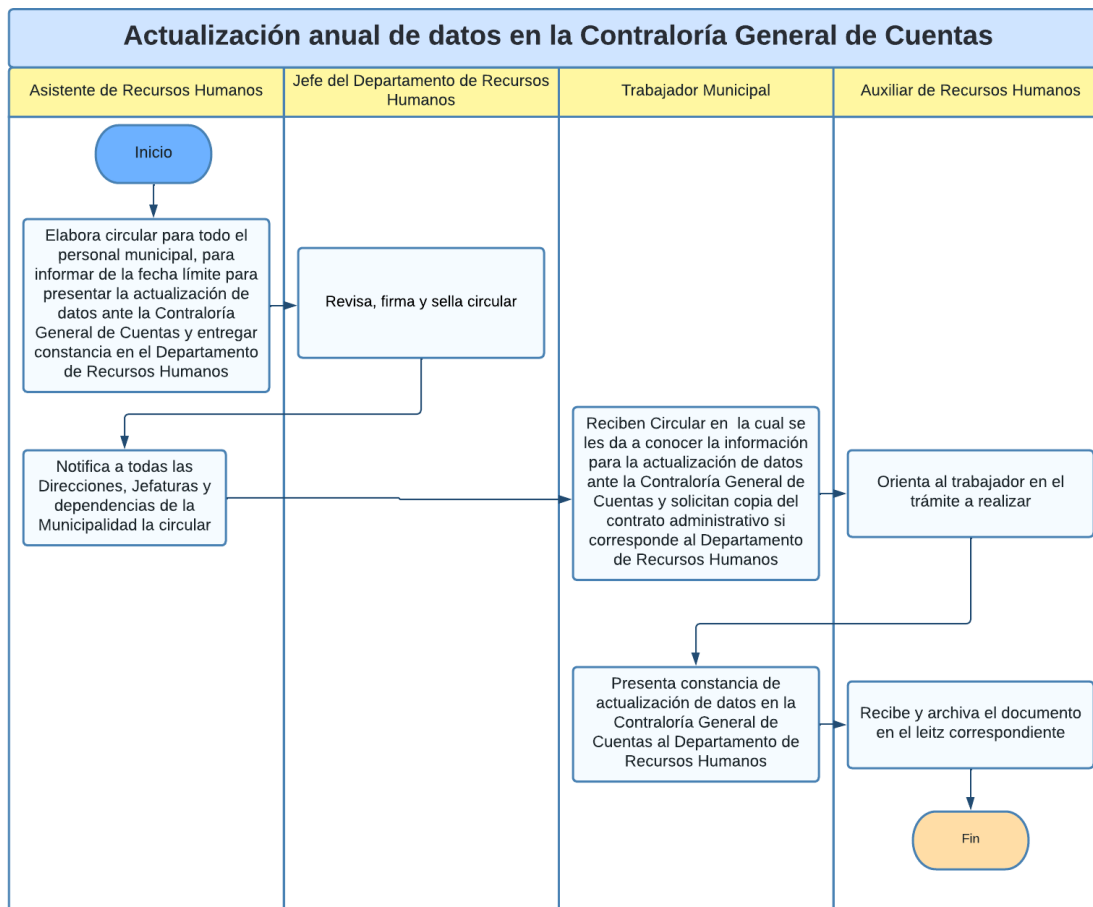 Actualización anual de datos en la Contraloría General de Cuentas
Asistente de Recursos Humanos
Jefe del Departamento de Recursos
Humanos
Trabajador Municipal
Auxiliar de Recursos Humanos
Inicio
Elabora circular para todo el
personal municipal, para
informar de la fecha límite para
presentar la actualización de
datos ante la Contraloría
General de Cuentas y entregar
constancia en el Departamento
de Recursos Humanos
Revisa, firma y sella circular
Notifica a todas las
Direcciones, Jefaturas y
dependencias de la
Municipalidad la circular
Reciben Circular en  la cual se
les da a conocer la información
para la actualización de datos
ante la Contraloría General de
Cuentas y solicitan copia del
contrato administrativo si
corresponde al Departamento
de Recursos Humanos
Orienta al trabajador en el
trámite a realizar
Presenta constancia de
actualización de datos en la
Contraloría General de
Cuentas al Departamento de
Recursos Humanos
Recibe y archiva el documento
en el leitz correspondiente
Fin